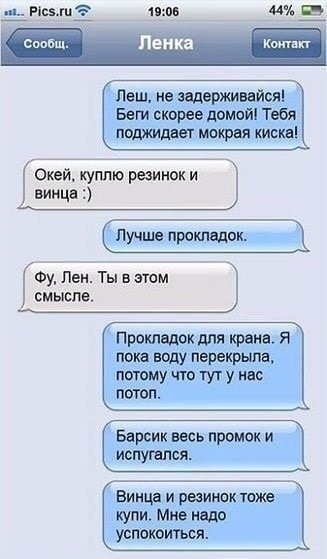 Pics.ru 19:06 44%
Сообщ. Ленка Контакт
Леш, не задерживайся!
Беги скорее домой! Тебя
поджидает мокрая киска!
Окей, куплю резинок и
винца :)
Лучше прокладок.
Фу, Лен. Ты в этом
смысле.
Прокладок для крана. Я
пока воду перекрыла,
потому что тут у нас
потоп.
Барсик весь промок и
испугался.
Винца и резинок тоже
купи. Мне надо
успокоиться.